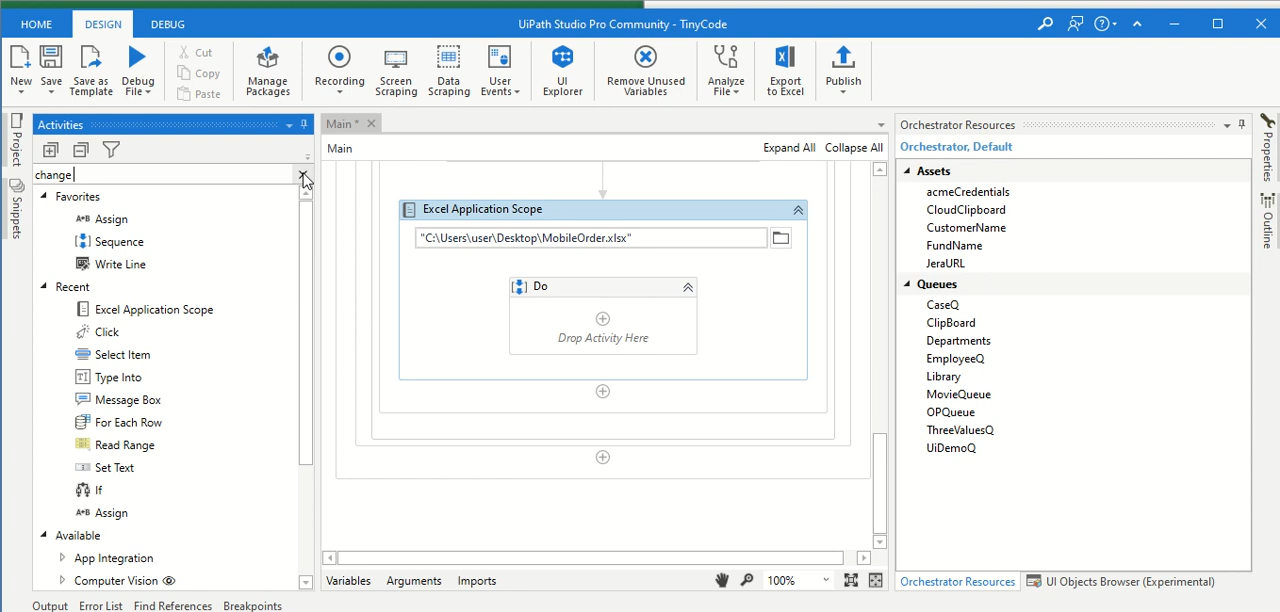 HOME DESIGN DEBUG UiPath Studio Pro Community - TinyCode
New Save Save as Template Debug File Cut Copy Paste Manage Packages Recording Screen Scraping Data Scraping User Events UI Explorer Remove Unused Variables Analyze File Export to Excel Publish
Project
Snippets
Activities
change
Favorites
A+B Assign
Sequence
Write Line
Recent
Excel Application Scope
Click
Select Item
Type Into
Message Box
For Each Row
Read Range
Set Text
If
A+B Assign
Available
App Integration
Computer Vision
Main *
Main Expand All Collapse All
Excel Application Scope
"C:\Users\user\Desktop\MobileOrder.xlsx"
Do
Drop Activity Here
Variables Arguments Imports 100%
Orchestrator Resources
Orchestrator, Default
Assets
acmeCredentials
CloudClipboard
CustomerName
FundName
JeraURL
Queues
CaseQ
ClipBoard
Departments
EmployeeQ
Library
MovieQueue
OPQueue
ThreeValuesQ
UiDemoQ
Orchestrator Resources UI Objects Browser (Experimental)
Properties
Outline
Output Error List Find References Breakpoints